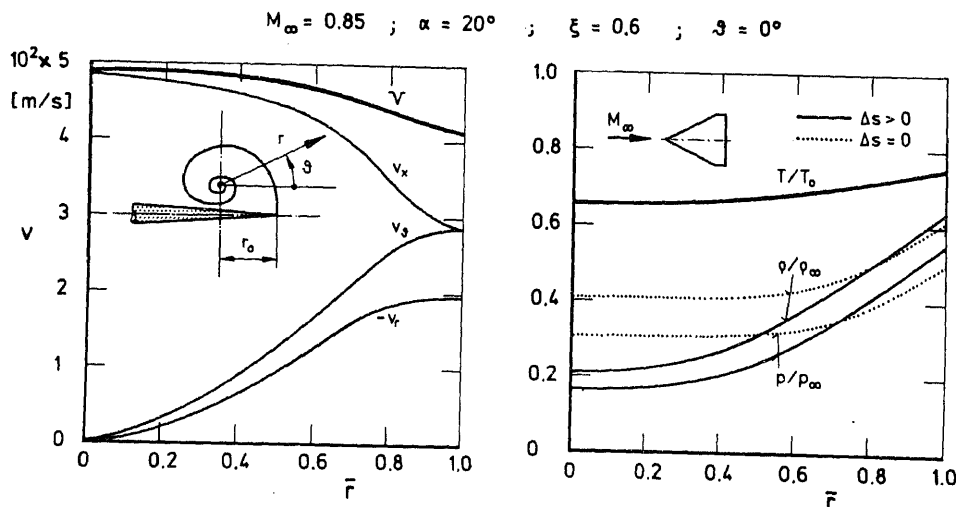 M∞ = 0.85 ; α = 20° ; ξ = 0.6 ; ϑ = 0°
10² x 5
[m/s]
4
3
V
2
1
0
V
vₓ
r
ϑ
v_ϑ
r₀
-vᵣ
0 0.2 0.4 0.6 0.8 1.0
r̄
1.0
0.8
0.6
0.4
0.2
0
M∞
Δs > 0
Δs = 0
T/T₀
ρ/ρ∞
p/p∞
0 0.2 0.4 0.6 0.8 1.0
r̄